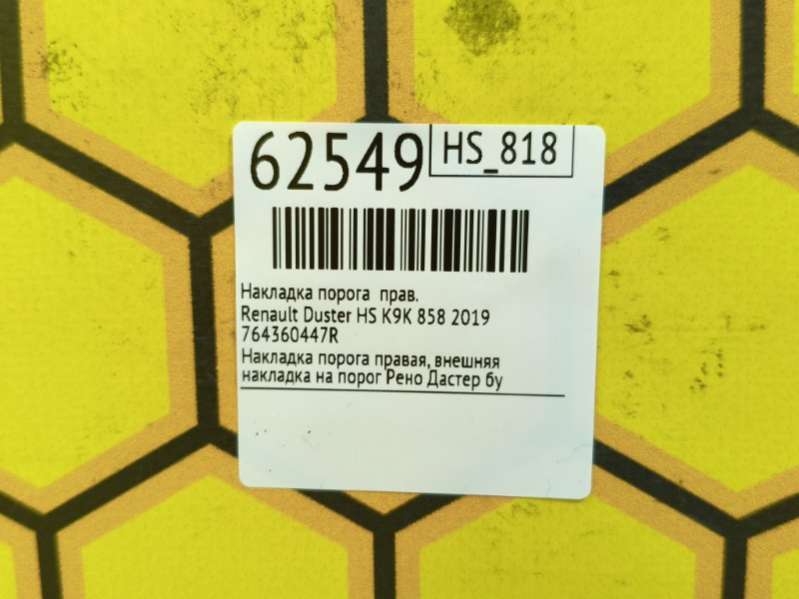 62549
HS_818
Накладка порога прав.
Renault Duster HS K9K 858 2019
764360447R
Накладка порога правая, внешняя
накладка на порог Рено Дастер бу